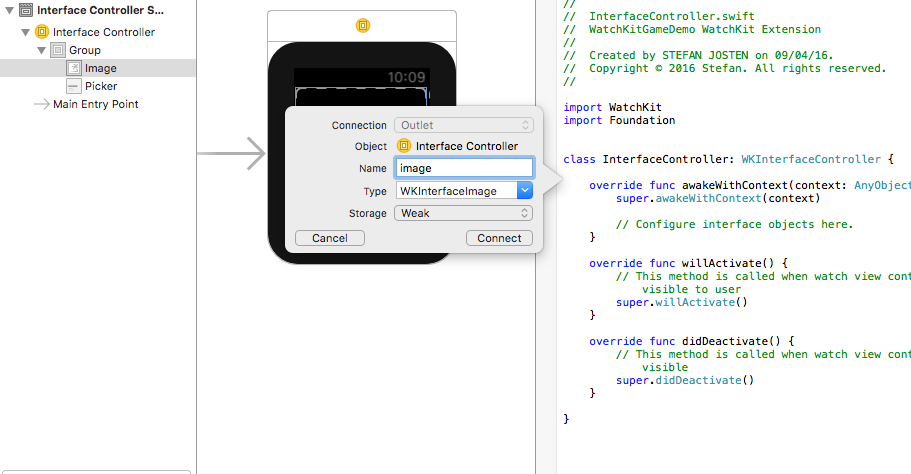 Interface Controller S...
Interface Controller
Group
Image
Picker
Main Entry Point
10:09
Connection Outlet
Object Interface Controller
Name image
Type WKInterfaceImage
Storage Weak
Cancel Connect
//
// InterfaceController.swift
// WatchKitGameDemo WatchKit Extension
//
// Created by STEFAN JOSTEN on 09/04/16.
// Copyright © 2016 Stefan. All rights reserved.
//
import WatchKit
import Foundation
class InterfaceController: WKInterfaceController {
override func awakeWithContext(context: AnyObject
super.awakeWithContext(context)
// Configure interface objects here.
}
override func willActivate() {
// This method is called when watch view cont
visible to user
super.willActivate()
}
override func didDeactivate() {
// This method is called when watch view cont
visible
super.didDeactivate()
}
}